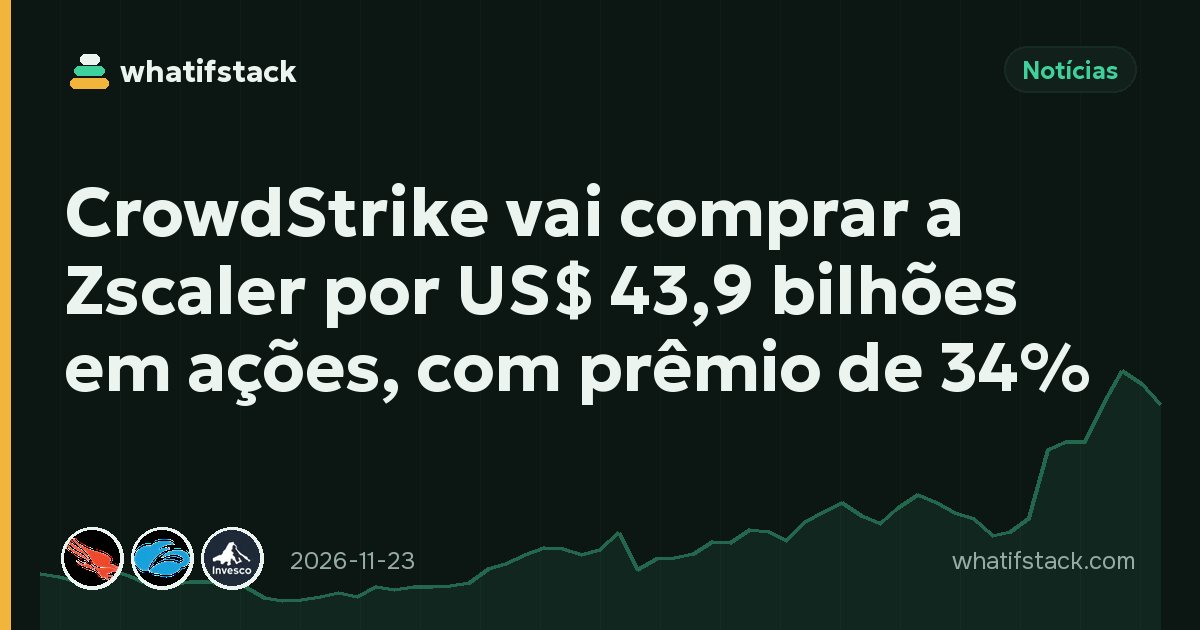 whatifstack
Notícias
CrowdStrike vai comprar a
Zscaler por US$ 43,9 bilhões
em ações, com prêmio de 34%
Invesco
2026-11-23
whatifstack.com